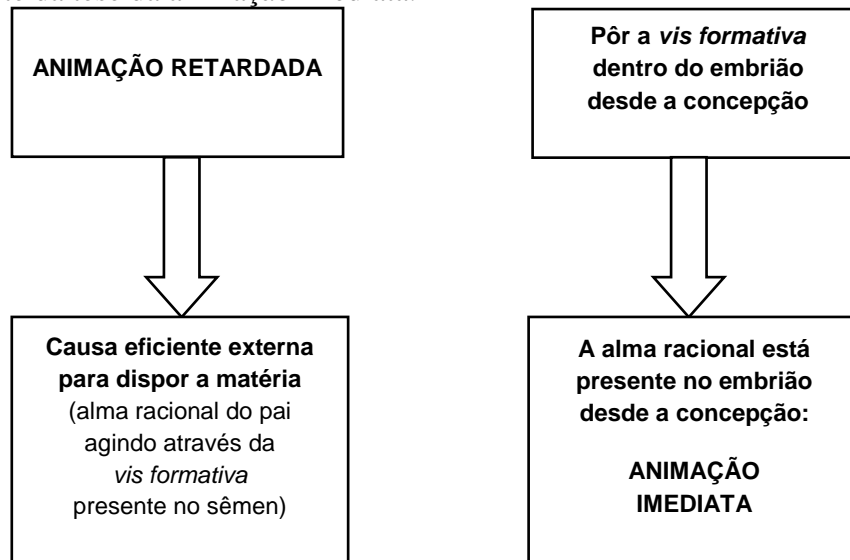 ANIMAÇÃO RETARDADA
Causa eficiente externa
para dispor a matéria
(alma racional do pai
agindo através da
vis formativa
presente no sêmen)
Pôr a vis formativa
dentro do embrião
desde a concepção
A alma racional está
presente no embrião
desde a concepção:
ANIMAÇÃO
IMEDIATA